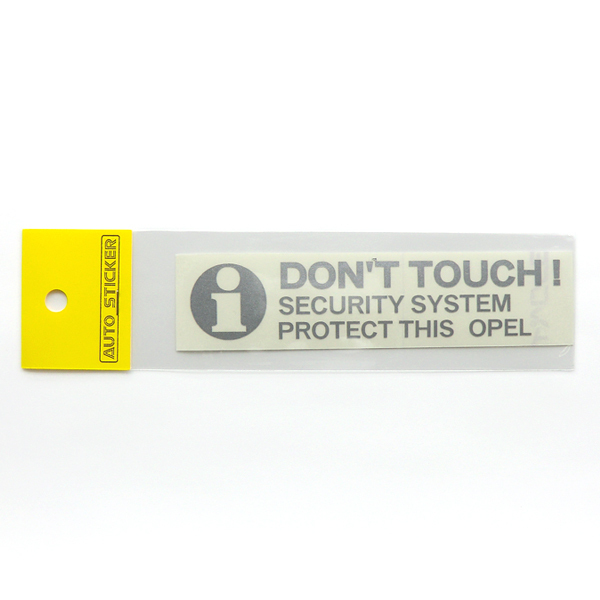 AUTO STICKER
i DON'T TOUCH !
SECURITY SYSTEM
PROTECT THIS OPEL